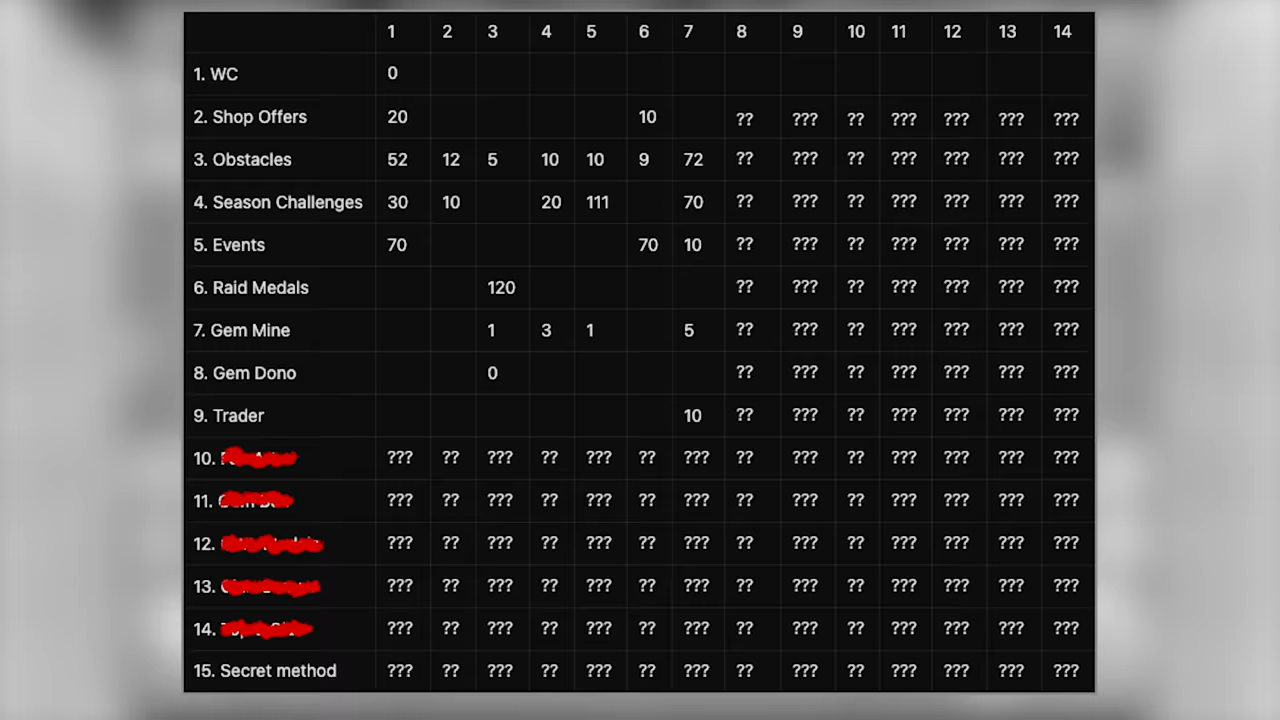 1 2 3 4 5 6 7 8 9 10 11 12 13 14
1. WC 0
2. Shop Offers 20 10 ?? ??? ?? ??? ??? ??? ???
3. Obstacles 52 12 5 10 10 9 72 ?? ??? ?? ??? ??? ??? ???
4. Season Challenges 30 10 20 111 70 ?? ??? ?? ??? ??? ??? ???
5. Events 70 70 10 ?? ??? ?? ??? ??? ??? ???
6. Raid Medals 120 ?? ??? ?? ??? ??? ??? ???
7. Gem Mine 1 3 1 5 ?? ??? ?? ??? ??? ??? ???
8. Gem Dono 0 ?? ??? ?? ??? ??? ??? ???
9. Trader 10 ?? ??? ?? ??? ??? ??? ???
10. ??? ?? ??? ?? ??? ?? ??? ?? ??? ?? ??? ??? ??? ???
11. ??? ?? ??? ?? ??? ?? ??? ?? ??? ?? ??? ??? ??? ???
12. ??? ?? ??? ?? ??? ?? ??? ?? ??? ?? ??? ??? ??? ???
13. ??? ?? ??? ?? ??? ?? ??? ?? ??? ?? ??? ??? ??? ???
14. ??? ?? ??? ?? ??? ?? ??? ?? ??? ?? ??? ??? ??? ???
15. Secret method ??? ?? ??? ?? ??? ?? ??? ?? ??? ?? ??? ??? ??? ???